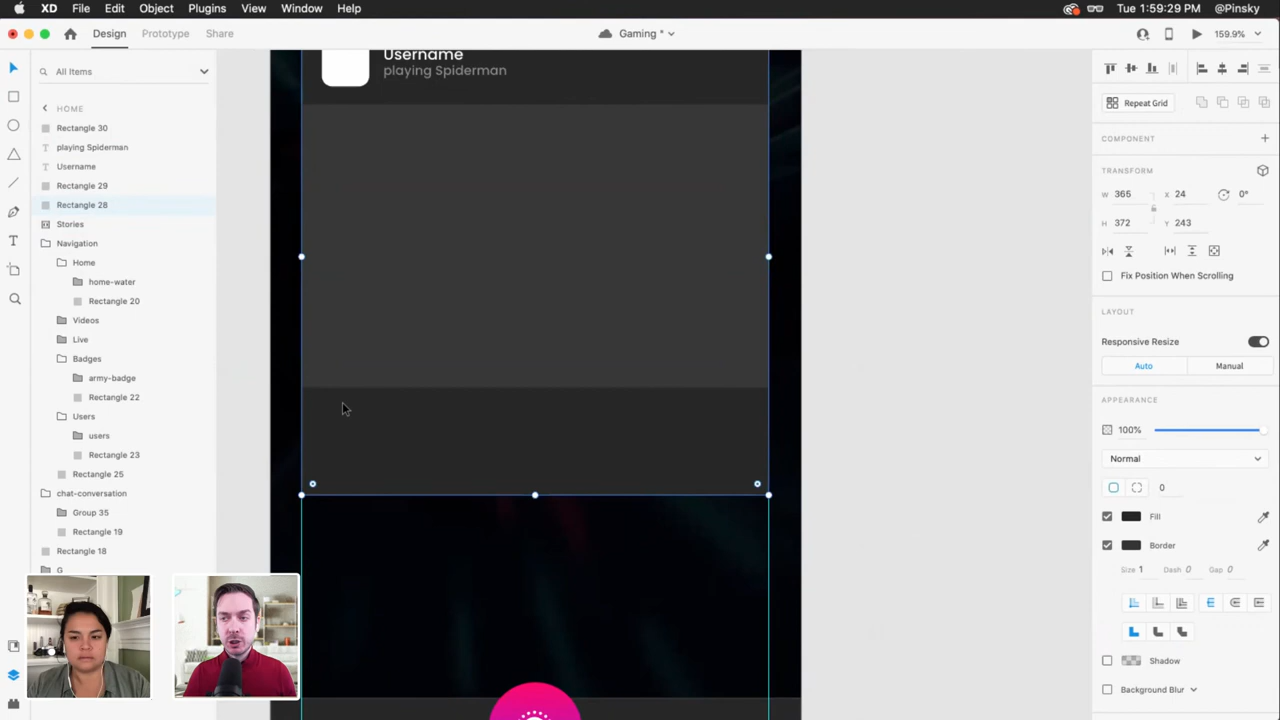 XD File Edit Object Plugins View Window Help Tue 1:59:29 PM @Pinsky
Design Prototype Share Gaming * 159.9%
All Items
HOME
Rectangle 30
playing Spiderman
Username
Rectangle 29
Rectangle 28
Stories
Navigation
Home
home-water
Rectangle 20
Videos
Live
Badges
army-badge
Rectangle 22
Users
users
Rectangle 23
Rectangle 25
chat-conversation
Group 35
Rectangle 19
Rectangle 18
G
Username
playing Spiderman
Repeat Grid
COMPONENT
TRANSFORM
W 365 X 24 0°
H 372 Y 243
Fix Position When Scrolling
LAYOUT
Responsive Resize
Auto Manual
APPEARANCE
100%
Normal
0
Fill
Border
Size 1 Dash 0 Gap 0
Shadow
Background Blur